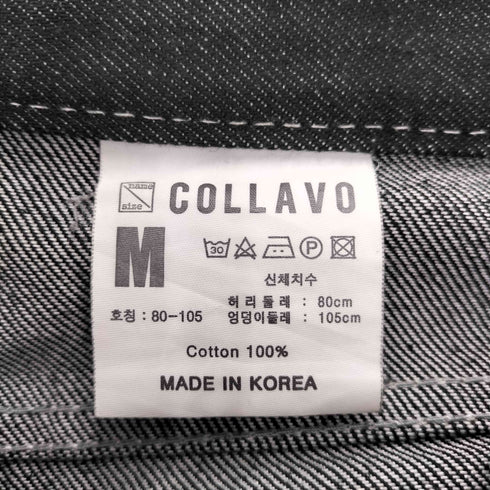 name
size
COLLAVO
M
30
P
신체치수
허리둘레 : 80cm
호칭 : 80-105 엉덩이둘레 : 105cm
Cotton 100%
MADE IN KOREA